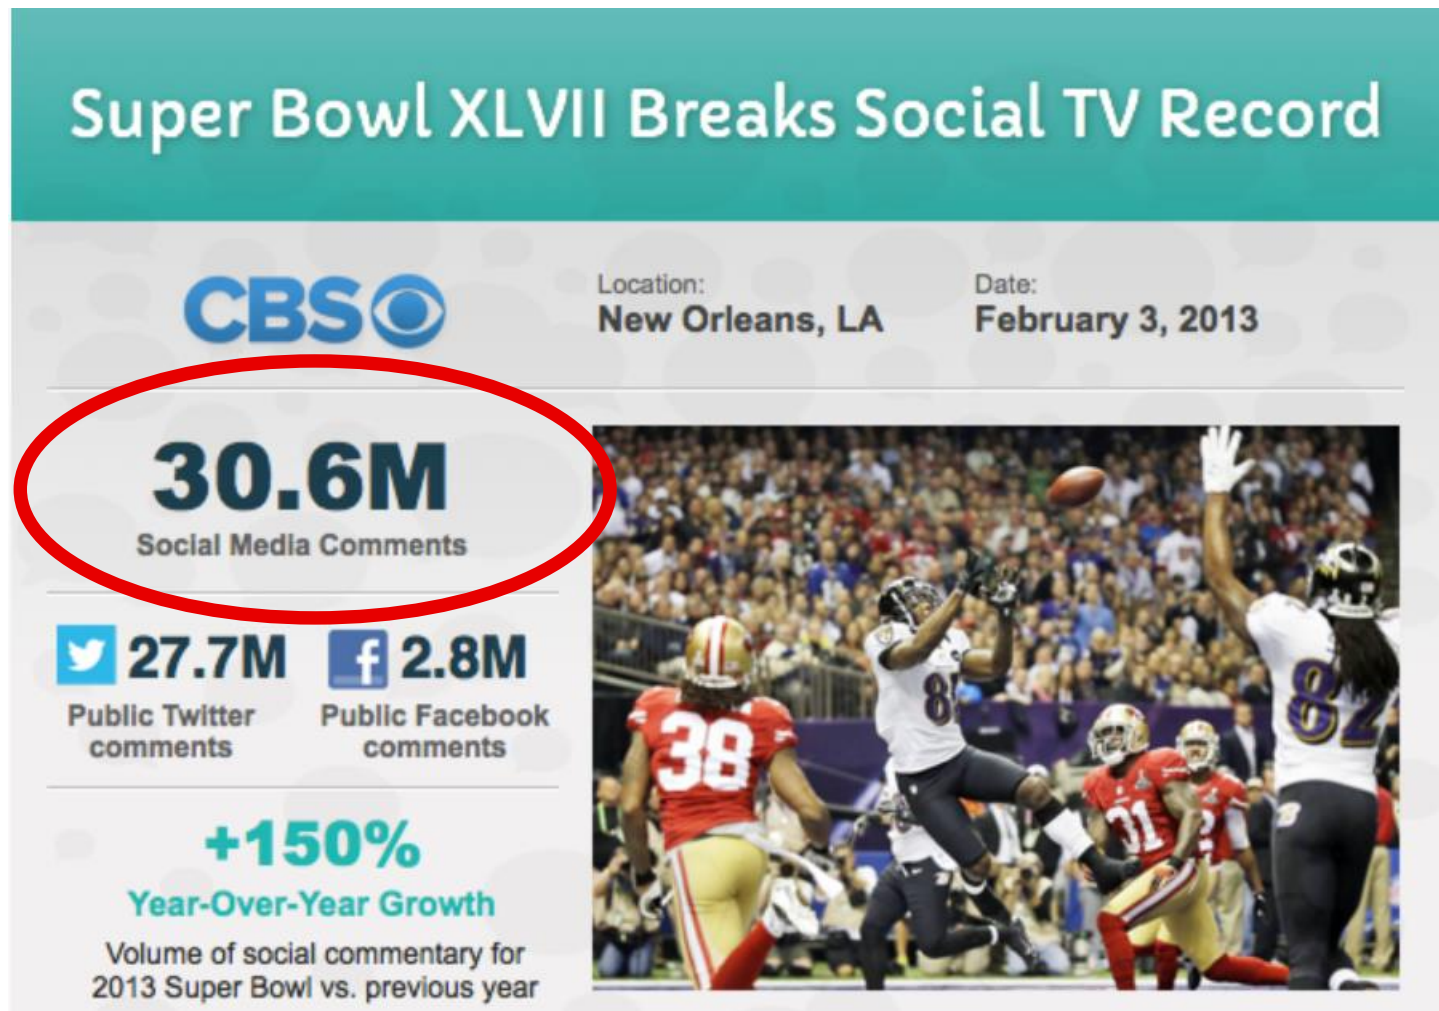 Super Bowl XLVII Breaks Social TV Record
CBS
Location:
New Orleans, LA
Date:
February 3, 2013
30.6M
Social Media Comments
27.7M
Public Twitter
comments
f 2.8M
Public Facebook
comments
+150%
Year-Over-Year Growth
Volume of social commentary for
2013 Super Bowl vs. previous year
38
31
82